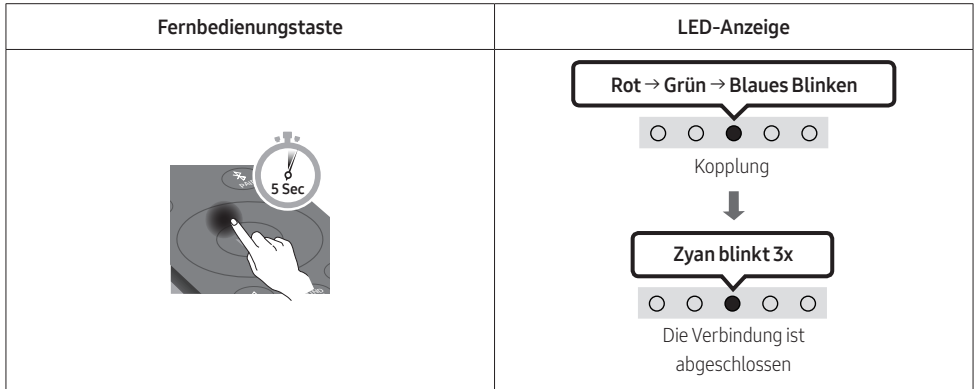 Fernbedienungstaste
LED-Anzeige
5 Sec
Rot → Grün → Blaues Blinken
Kopplung
Zyan blinkt 3x
Die Verbindung ist
abgeschlossen